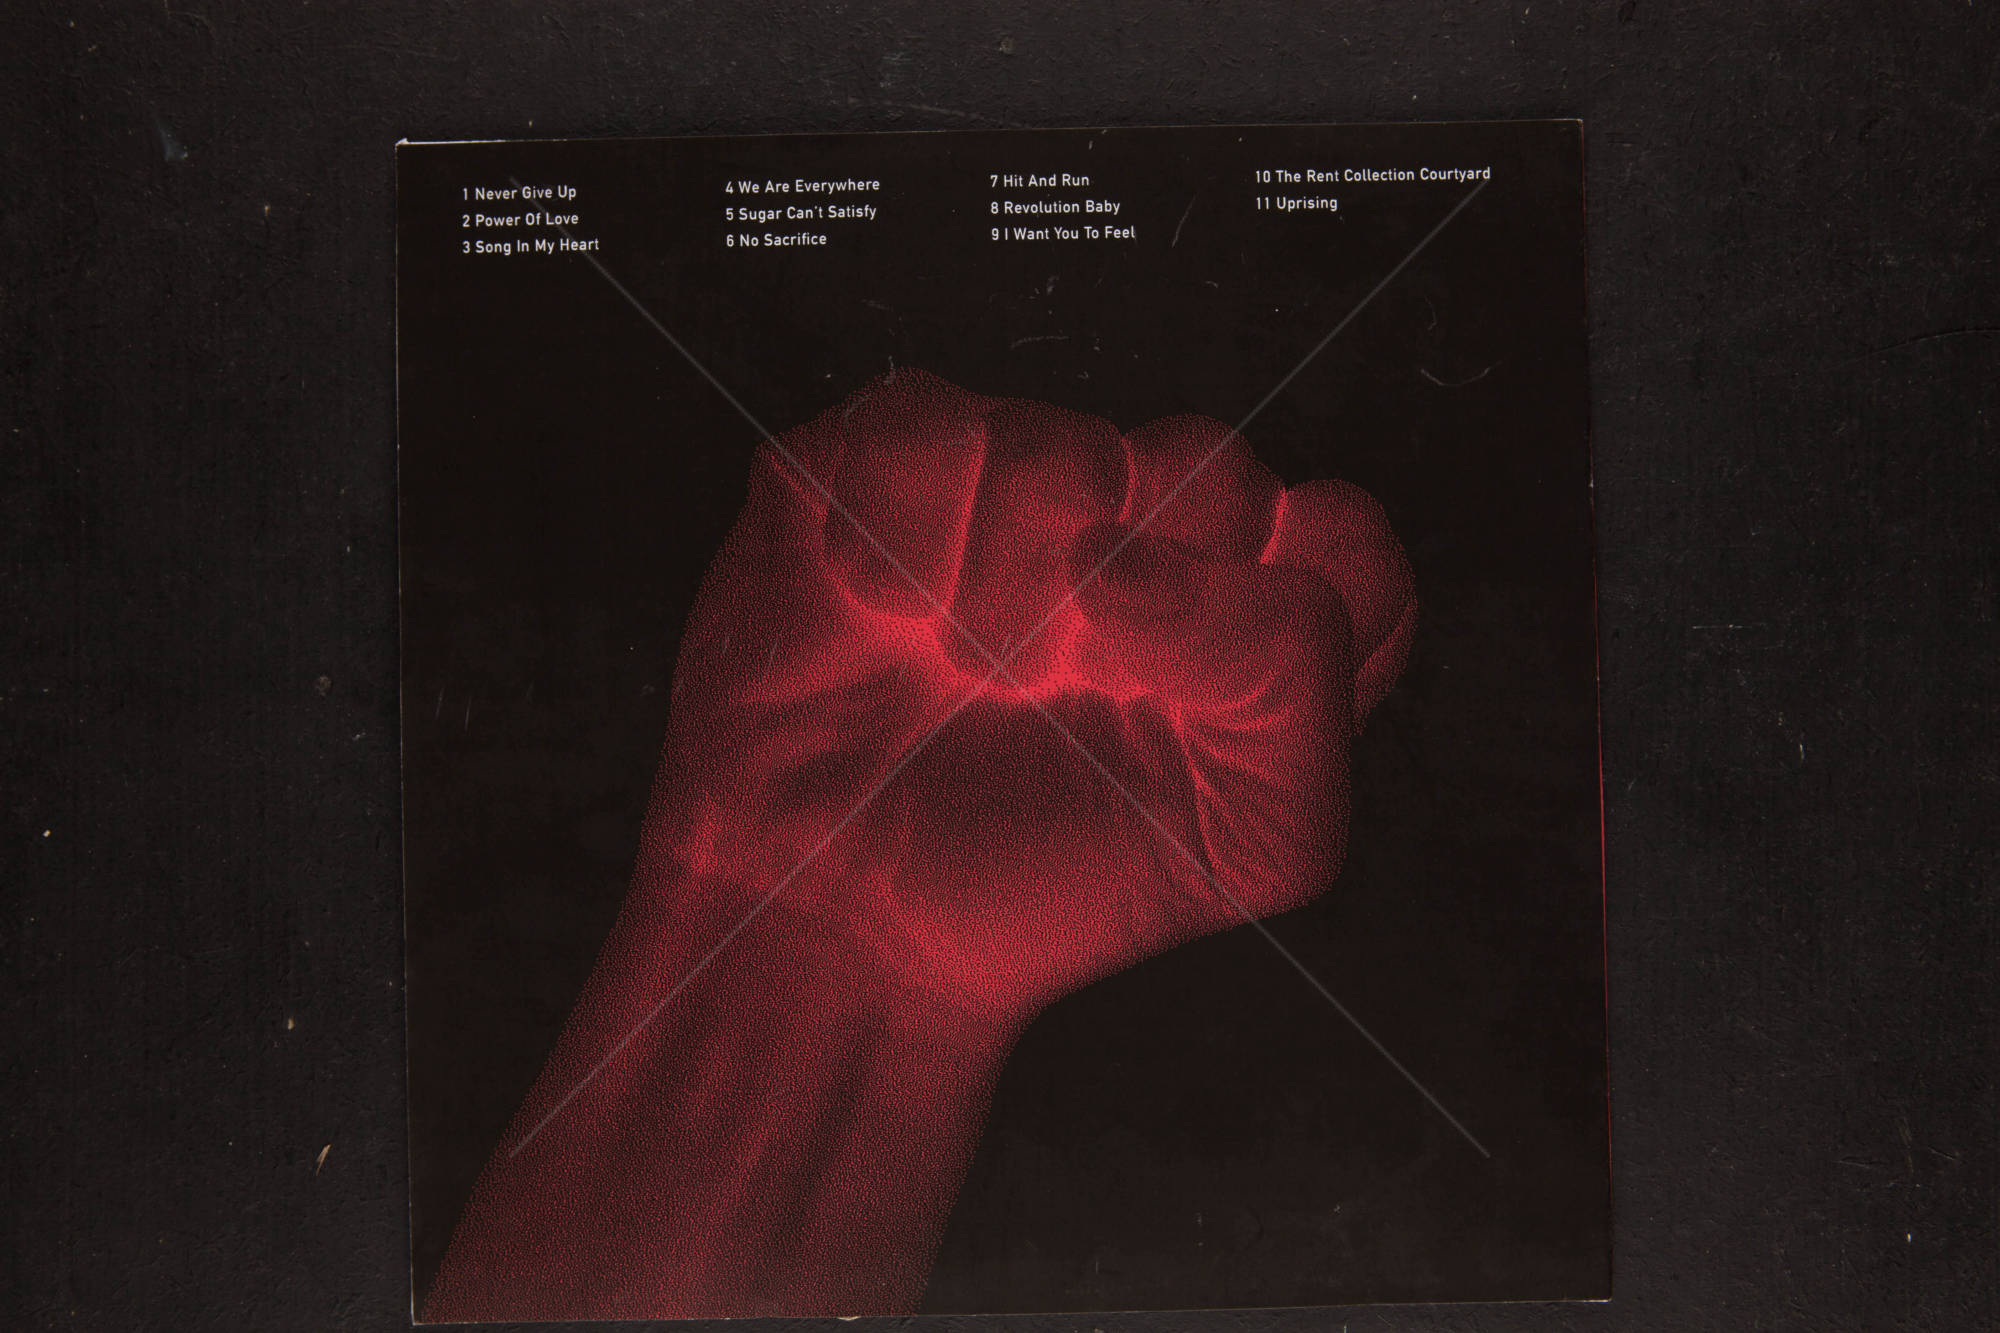 1 Never Give Up
2 Power Of Love
3 Song In My Heart
4 We Are Everywhere
5 Sugar Can't Satisfy
6 No Sacrifice
7 Hit And Run
8 Revolution Baby
9 I Want You To Feel
10 The Rent Collection Courtyard
11 Uprising